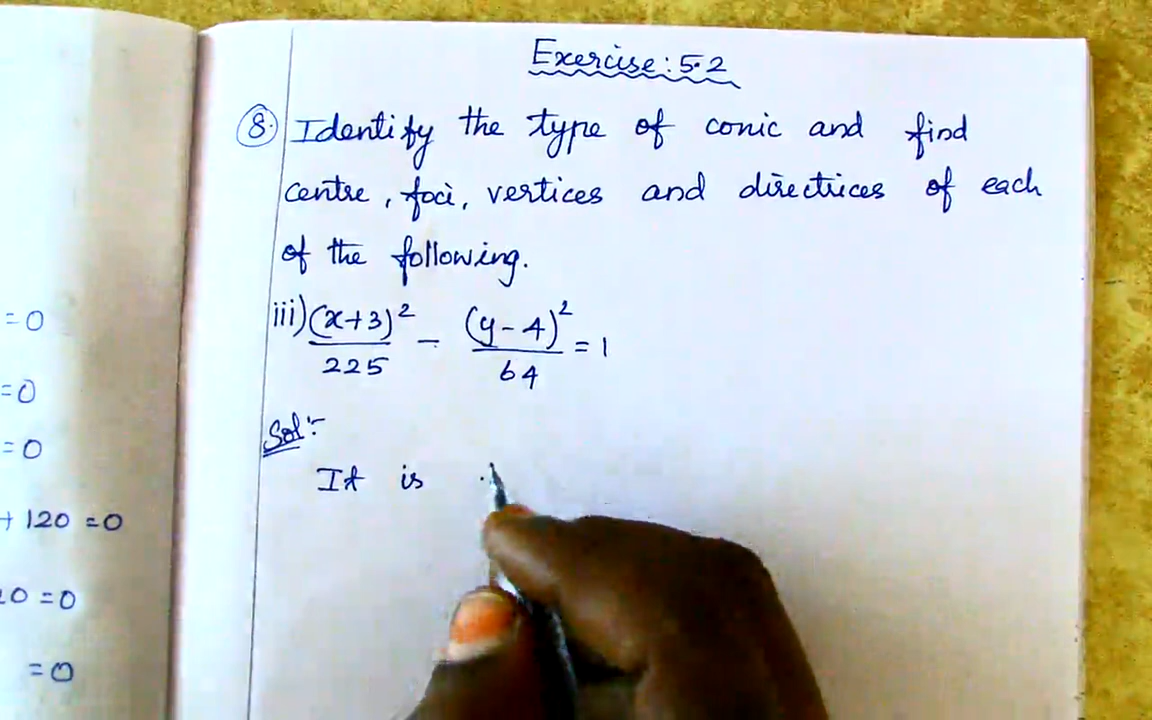 =0
=0
=0
+ 120 =0
0 =0
=0
Exercise: 5.2
8. Identify the type of conic and find
centre, foci, vertices and directrices of each
of the following.
iii) (x+3)²/225 - (y-4)²/64 = 1
Sol:-
It is